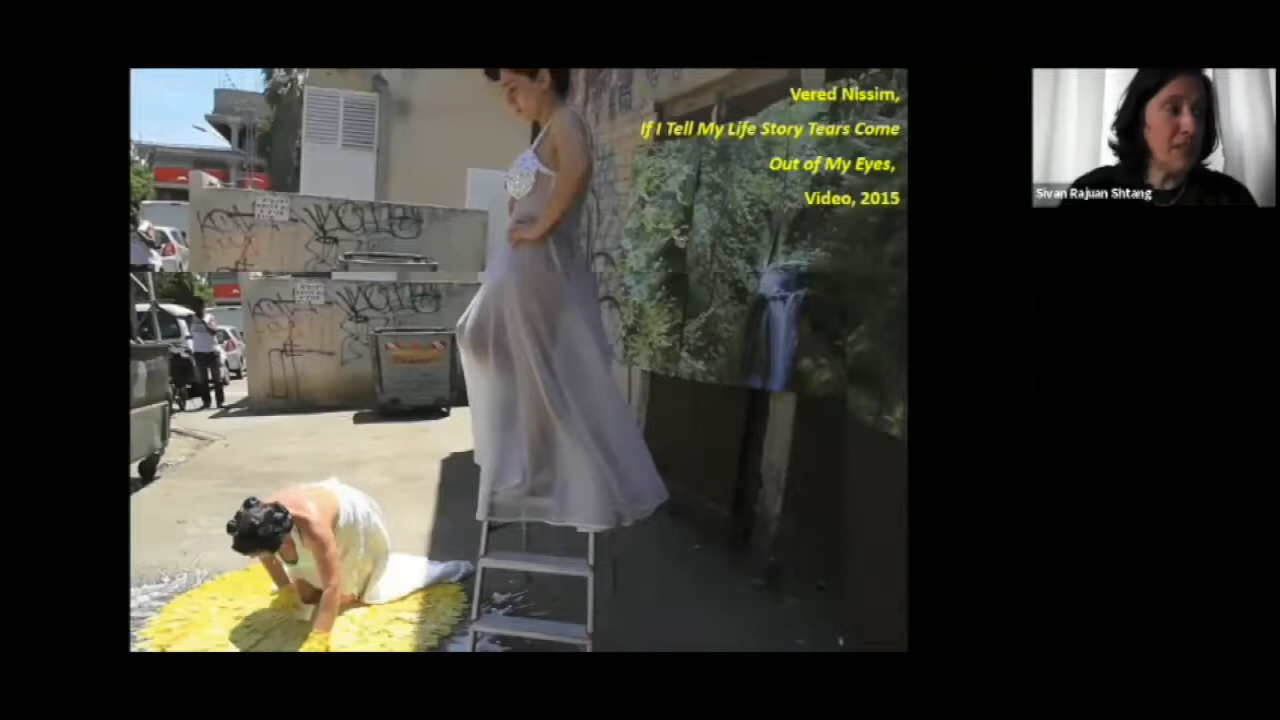 Vered Nissim,
If I Tell My Life Story Tears Come
Out of My Eyes,
Video, 2015
Sivan Rajuan Shtang